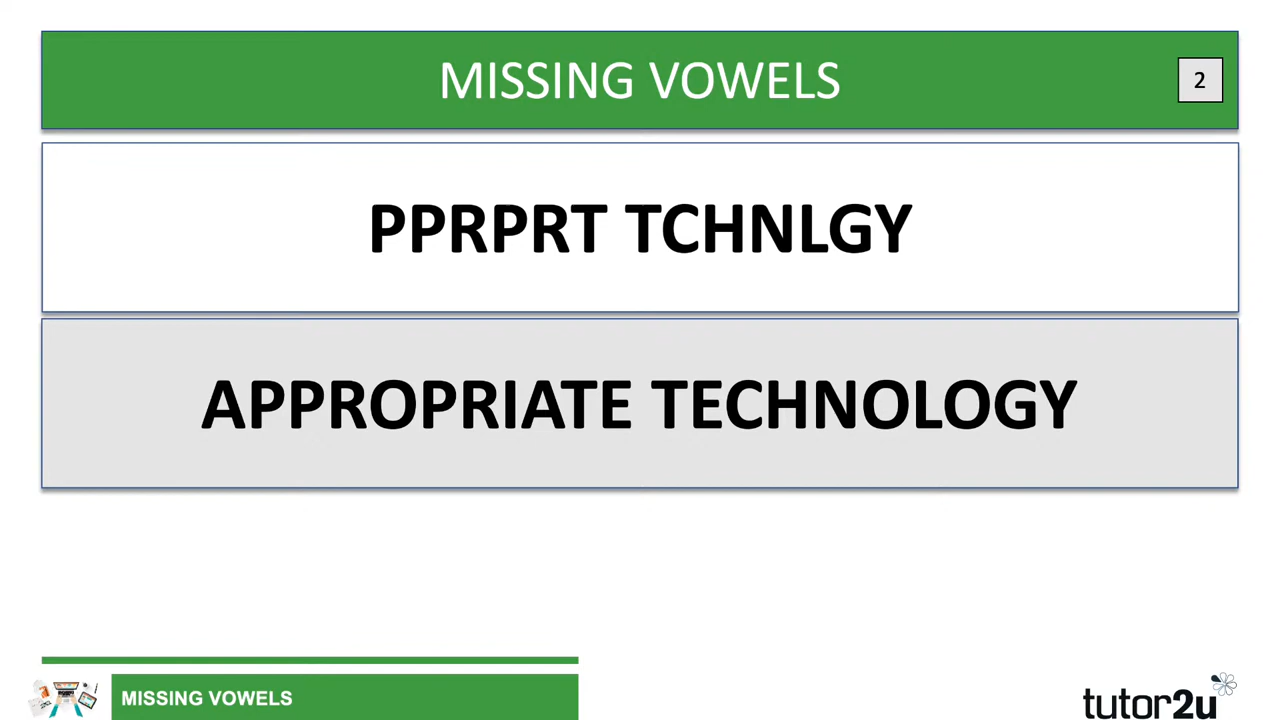 MISSING VOWELS
2
PPRPRT TCHNLGY
APPROPRIATE TECHNOLOGY
MISSING VOWELS
tutor2u